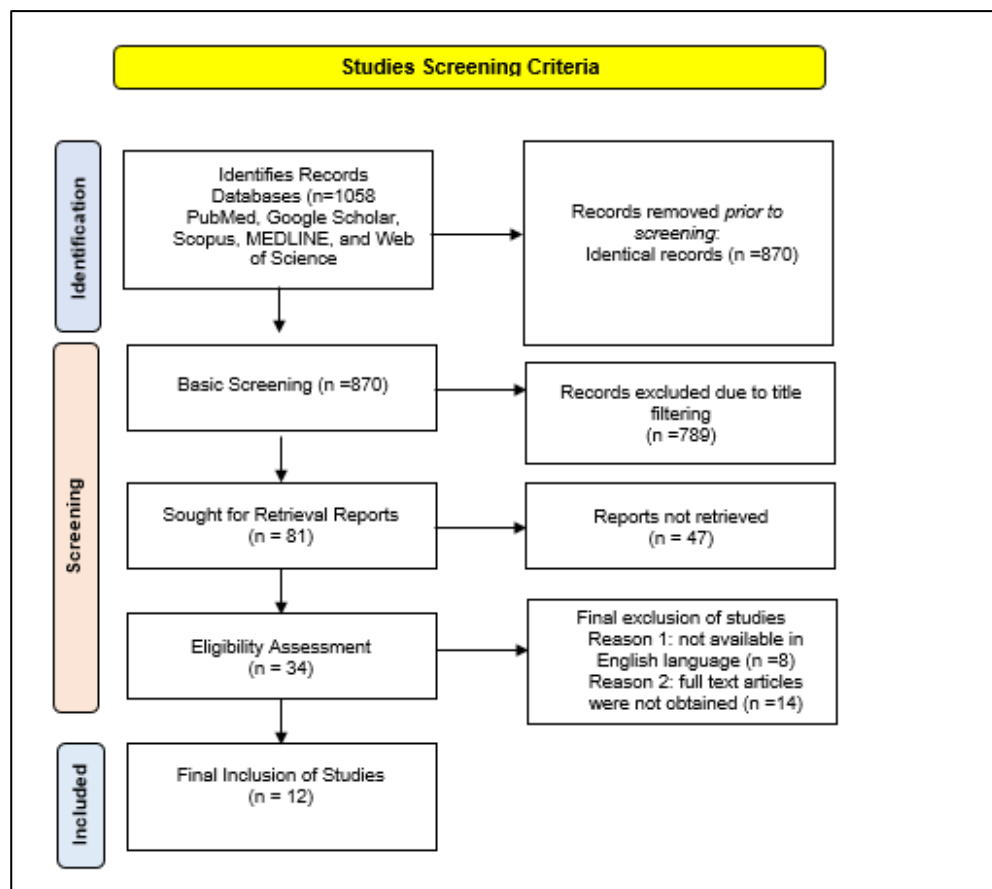 Studies Screening Criteria
Identification
Identifies Records
Databases (n=1058
PubMed, Google Scholar,
Scopus, MEDLINE, and Web
of Science
Records removed prior to
screening:
Identical records (n =870)
Screening
Basic Screening (n =870)
Records excluded due to title
filtering
(n =789)
Sought for Retrieval Reports
(n = 81)
Reports not retrieved
(n = 47)
Eligibility Assessment
(n = 34)
Final exclusion of studies
Reason 1: not available in
English language (n =8)
Reason 2: full text articles
were not obtained (n =14)
Included
Final Inclusion of Studies
(n = 12)